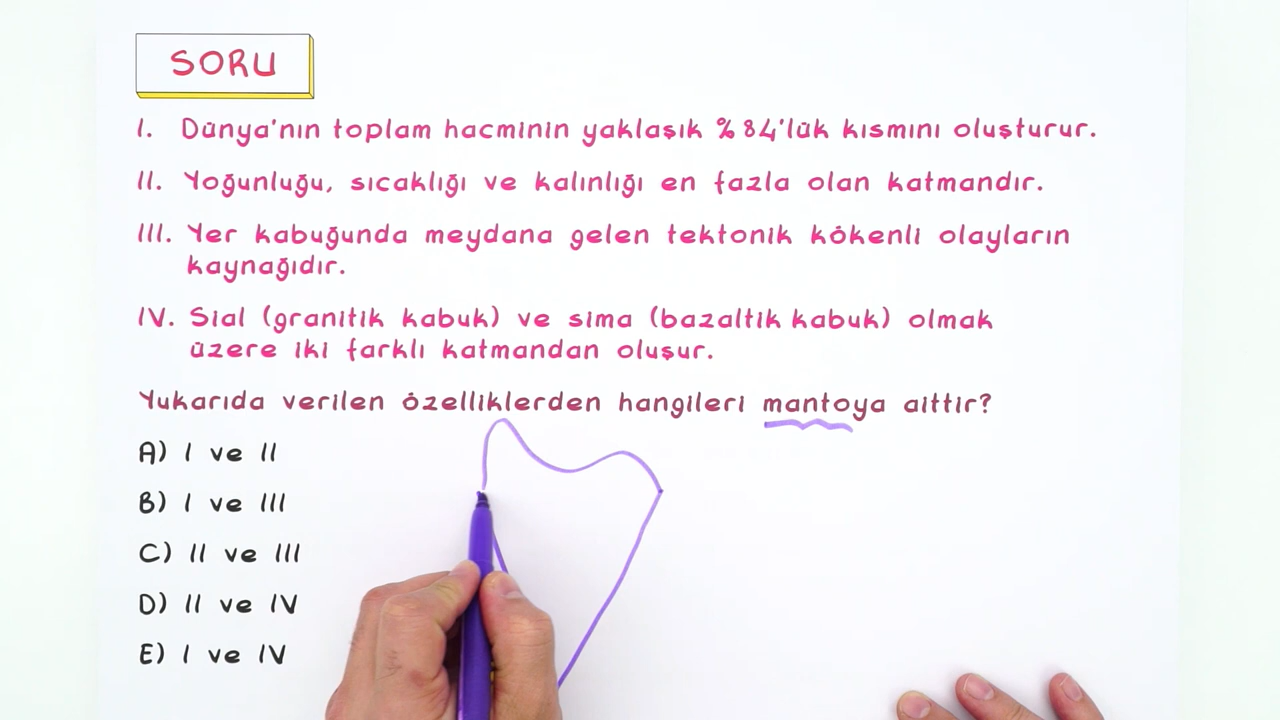 SORU
I. Dünya'nın toplam hacminin yaklaşık %84'lük kısmını oluşturur.
II. Yoğunluğu, sıcaklığı ve kalınlığı en fazla olan katmandır.
III. Yer kabuğunda meydana gelen tektonik kökenli olayların
kaynağıdır.
IV. Sial (granitik kabuk) ve sima (bazaltik kabuk) olmak
üzere iki farklı katmandan oluşur.
Yukarıda verilen özelliklerden hangileri mantoya aittir?
A) I ve II
B) I ve III
C) II ve III
D) II ve IV
E) I ve IV